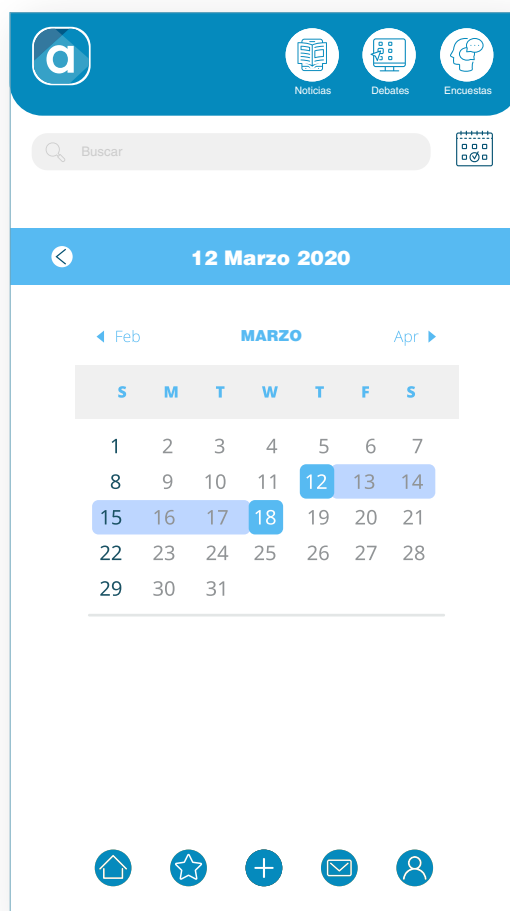 a
Noticias Debates Encuestas
Buscar
12 Marzo 2020
Feb MARZO Apr
S M T W T F S
1 2 3 4 5 6 7
8 9 10 11 12 13 14
15 16 17 18 19 20 21
22 23 24 25 26 27 28
29 30 31